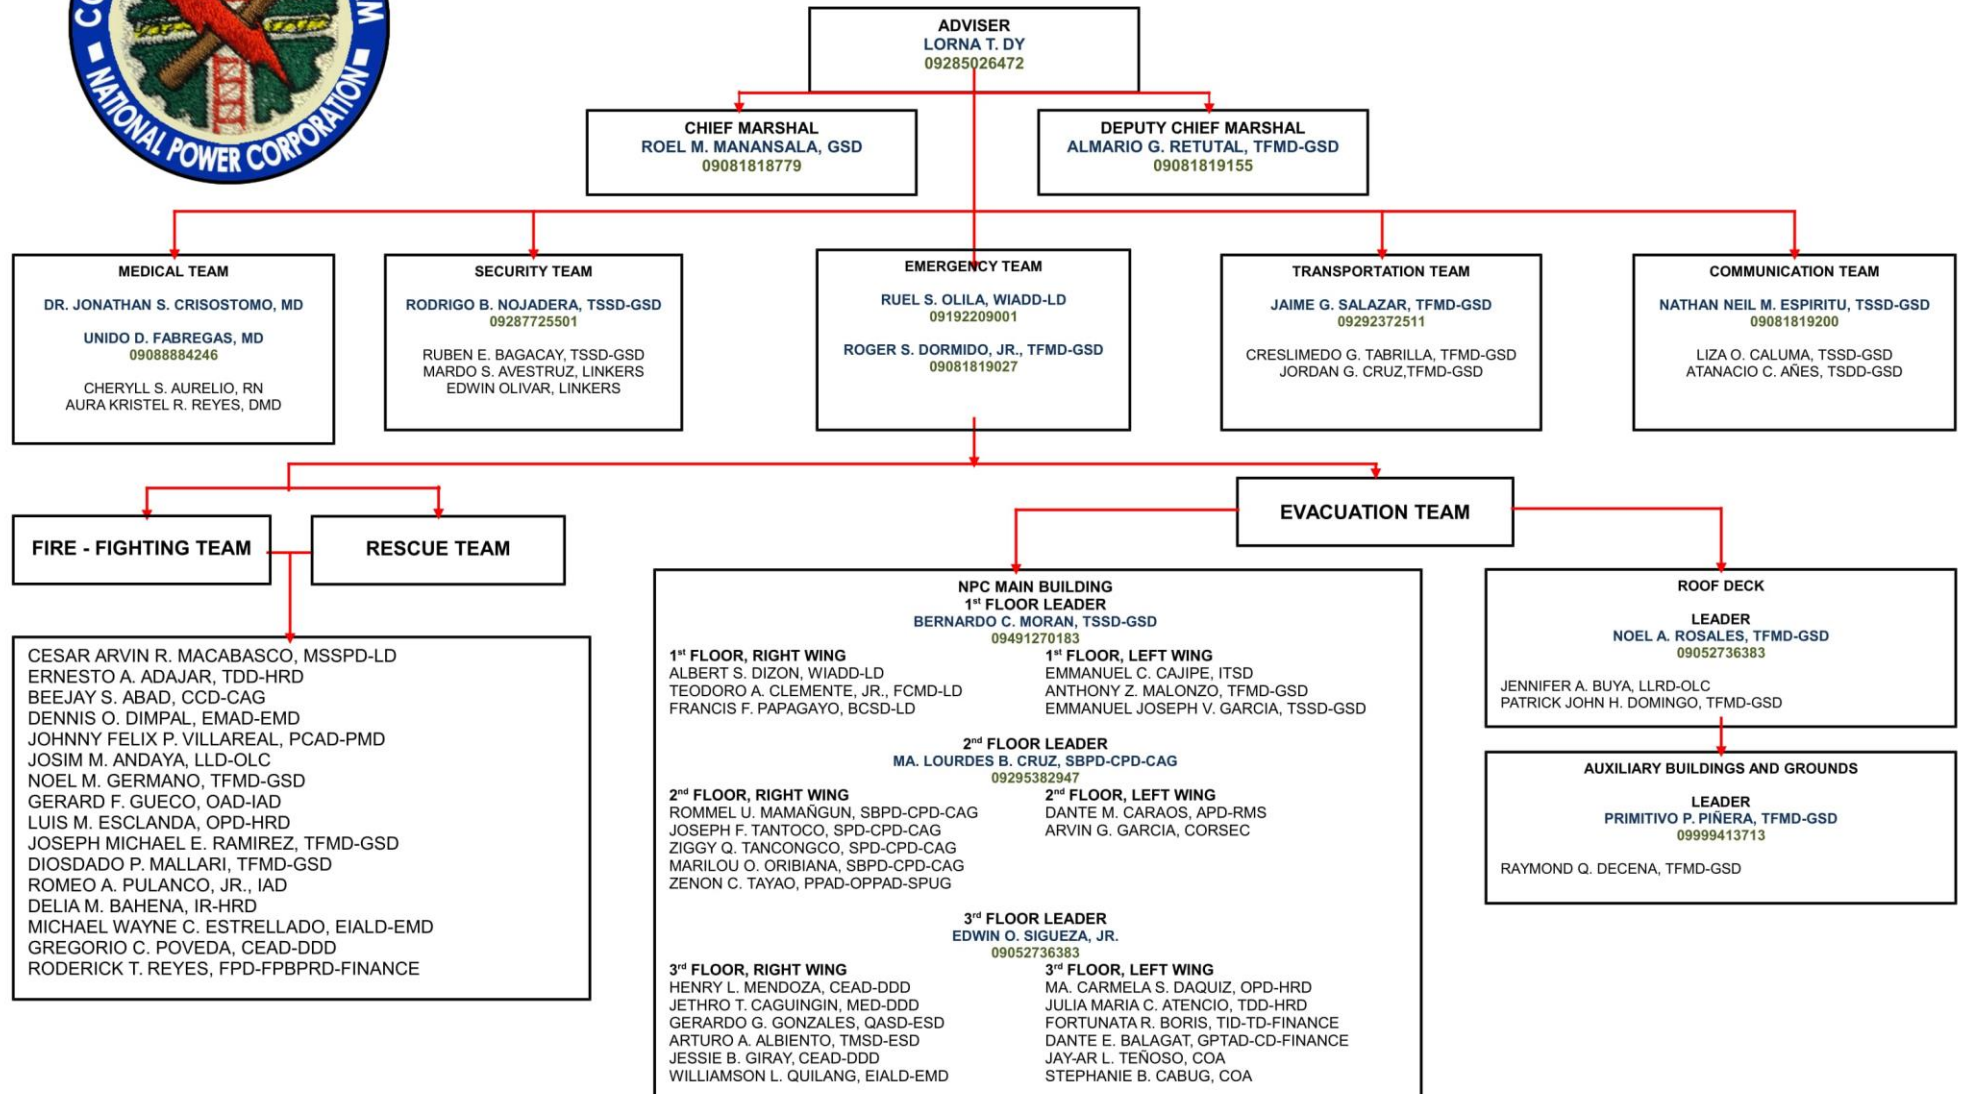 NATIONAL POWER CORPORATION
ADVISER
LORNA T. DY
09285026472
CHIEF MARSHAL
ROEL M. MANANSALA, GSD
09081818779
DEPUTY CHIEF MARSHAL
ALMARIO G. RETUTAL, TFMD-GSD
09081819155
MEDICAL TEAM
DR. JONATHAN S. CRISOSTOMO, MD
UNIDO D. FABREGAS, MD
09088884246
CHERYLL S. AURELIO, RN
AURA KRISTEL R. REYES, DMD
SECURITY TEAM
RODRIGO B. NOJADERA, TSSD-GSD
09287725501
RUBEN E. BAGACAY, TSSD-GSD
MARDO S. AVESTRUZ, LINKERS
EDWIN OLIVAR, LINKERS
EMERGENCY TEAM
RUEL S. OLILA, WIADD-LD
09192209001
ROGER S. DORMIDO, JR., TFMD-GSD
09081819027
TRANSPORTATION TEAM
JAIME G. SALAZAR, TFMD-GSD
09292372511
CRESLIMEDO G. TABRILLA, TFMD-GSD
JORDAN G. CRUZ,TFMD-GSD
COMMUNICATION TEAM
NATHAN NEIL M. ESPIRITU, TSSD-GSD
09081819200
LIZA O. CALUMA, TSSD-GSD
ATANACIO C. AÑES, TSDD-GSD
FIRE - FIGHTING TEAM
RESCUE TEAM
CESAR ARVIN R. MACABASCO, MSSPD-LD
ERNESTO A. ADAJAR, TDD-HRD
BEEJAY S. ABAD, CCD-CAG
DENNIS O. DIMPAL, EMAD-EMD
JOHNNY FELIX P. VILLAREAL, PCAD-PMD
JOSIM M. ANDAYA, LLD-OLC
NOEL M. GERMANO, TFMD-GSD
GERARD F. GUECO, OAD-IAD
LUIS M. ESCLANDA, OPD-HRD
JOSEPH MICHAEL E. RAMIREZ, TFMD-GSD
DIOSDADO P. MALLARI, TFMD-GSD
ROMEO A. PULANCO, JR., IAD
DELIA M. BAHENA, IR-HRD
MICHAEL WAYNE C. ESTRELLADO, EIALD-EMD
GREGORIO C. POVEDA, CEAD-DDD
RODERICK T. REYES, FPD-FPBPRD-FINANCE
EVACUATION TEAM
NPC MAIN BUILDING
1st FLOOR LEADER
BERNARDO C. MORAN, TSSD-GSD
09491270183
1st FLOOR, RIGHT WING
ALBERT S. DIZON, WIADD-LD
TEODORO A. CLEMENTE, JR., FCMD-LD
FRANCIS F. PAPAGAYO, BCSD-LD
1st FLOOR, LEFT WING
EMMANUEL C. CAJIPE, ITSD
ANTHONY Z. MALONZO, TFMD-GSD
EMMANUEL JOSEPH V. GARCIA, TSSD-GSD
2nd FLOOR LEADER
MA. LOURDES B. CRUZ, SBPD-CPD-CAG
09295382947
2nd FLOOR, RIGHT WING
ROMMEL U. MAMAÑGUN, SBPD-CPD-CAG
JOSEPH F. TANTOCO, SPD-CPD-CAG
ZIGGY Q. TANCONGCO, SPD-CPD-CAG
MARILOU O. ORIBIANA, SBPD-CPD-CAG
ZENON C. TAYAO, PPAD-OPPAD-SPUG
2nd FLOOR, LEFT WING
DANTE M. CARAOS, APD-RMS
ARVIN G. GARCIA, CORSEC
3rd FLOOR LEADER
EDWIN O. SIGUEZA, JR.
09052736383
3rd FLOOR, RIGHT WING
HENRY L. MENDOZA, CEAD-DDD
JETHRO T. CAGUINGIN, MED-DDD
GERARDO G. GONZALES, QASD-ESD
ARTURO A. ALBIENTO, TMSD-ESD
JESSIE B. GIRAY, CEAD-DDD
WILLIAMSON L. QUILANG, EIALD-EMD
3rd FLOOR, LEFT WING
MA. CARMELA S. DAQUIZ, OPD-HRD
JULIA MARIA C. ATENCIO, TDD-HRD
FORTUNATA R. BORIS, TID-TD-FINANCE
DANTE E. BALAGAT, GPTAD-CD-FINANCE
JAY-AR L. TEÑOSO, COA
STEPHANIE B. CABUG, COA
ROOF DECK
LEADER
NOEL A. ROSALES, TFMD-GSD
09052736383
JENNIFER A. BUYA, LLRD-OLC
PATRICK JOHN H. DOMINGO, TFMD-GSD
AUXILIARY BUILDINGS AND GROUNDS
LEADER
PRIMITIVO P. PIÑERA, TFMD-GSD
09999413713
RAYMOND Q. DECENA, TFMD-GSD